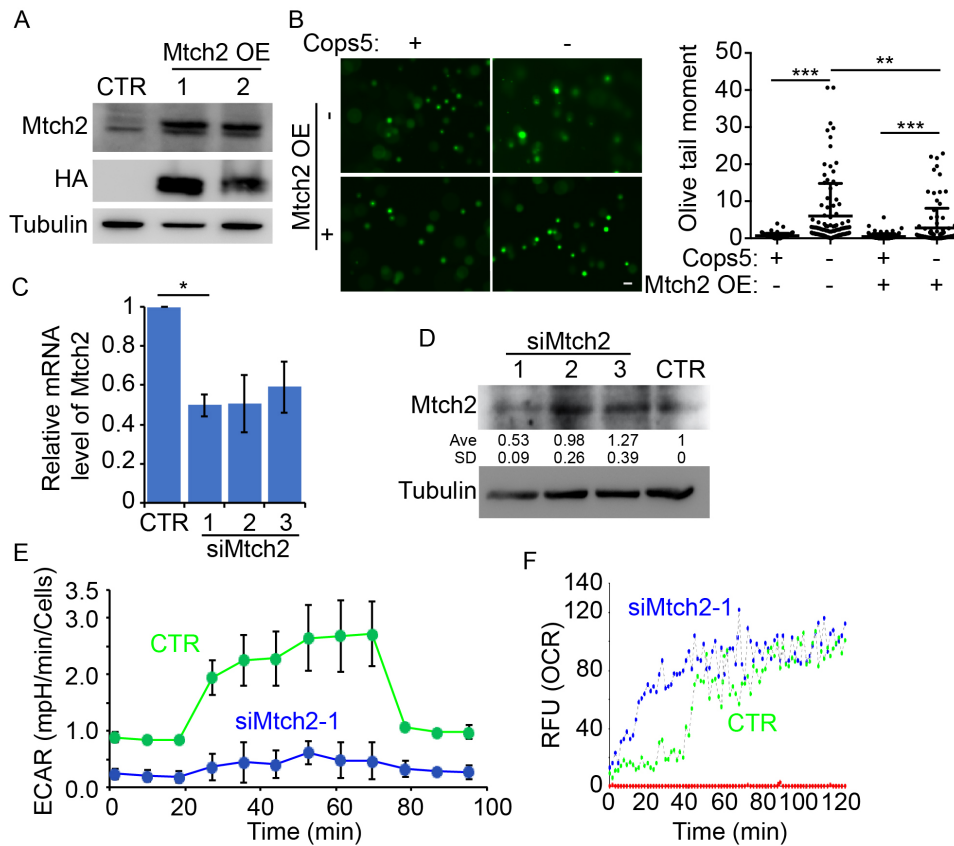 A
Mtch2 OE
CTR 1 2
Mtch2
HA
Tubulin
B
Cops5: + -
Mtch2 OE
-
+
Olive tail moment
50
40
30
20
10
0
*** **
***
Cops5: + - + -
Mtch2 OE: - - + +
C
Relative mRNA
level of Mtch2
1
0.8
0.6
0.4
0.2
0
*
CTR 1 2 3
siMtch2
D
siMtch2
1 2 3 CTR
Mtch2
Ave 0.53 0.98 1.27 1
SD 0.09 0.26 0.39 0
Tubulin
E
ECAR (mpH/min/Cells)
3.5
3.0
2.0
1.0
0
CTR
siMtch2-1
0 20 40 60 80 100
Time (min)
F
RFU (OCR)
140
120
80
40
0
siMtch2-1
CTR
0 20 40 60 80 100 120
Time (min)